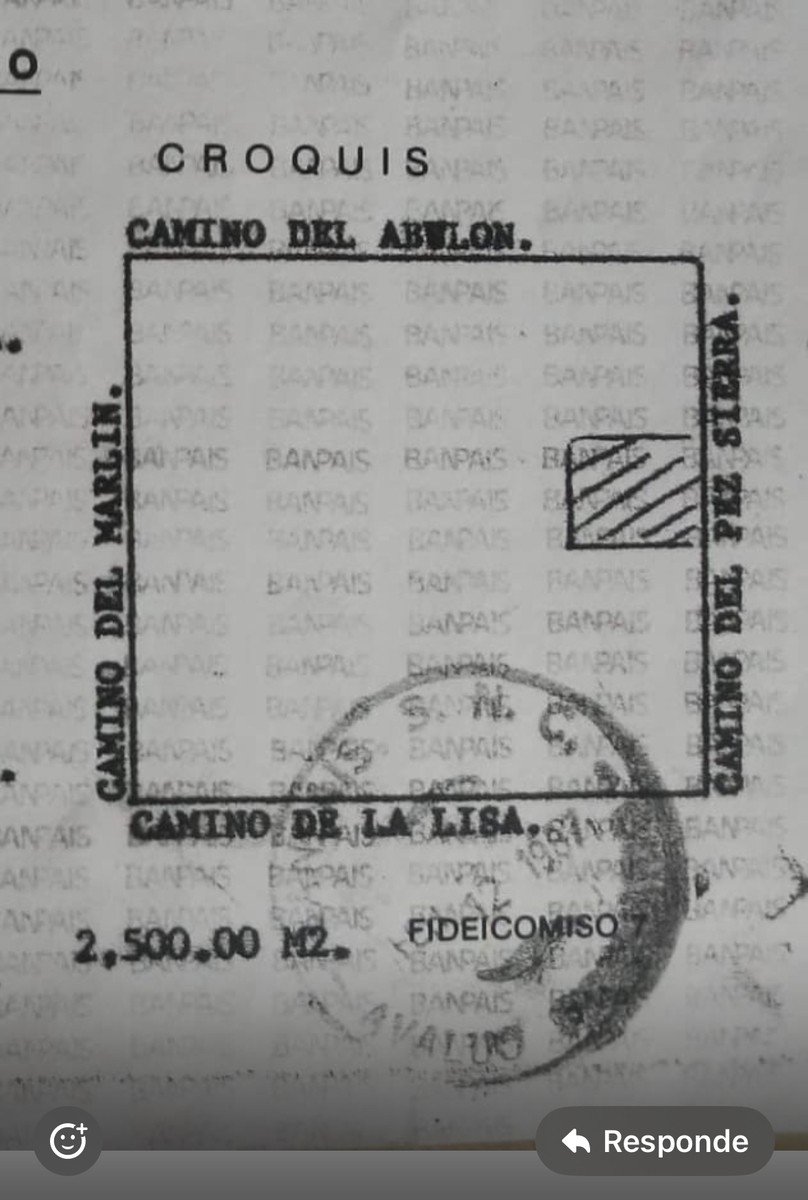 O
CROQUIS
CAMINO DEL ABULON.
CAMINO DEL MARLIN.
CAMINO DEL PEZ SIERRA.
CAMINO DE LA LISA.
2,500.00 M2.
FIDEICOMISO 7
S. N. C.
AVALUO
BANPAIS
Responde